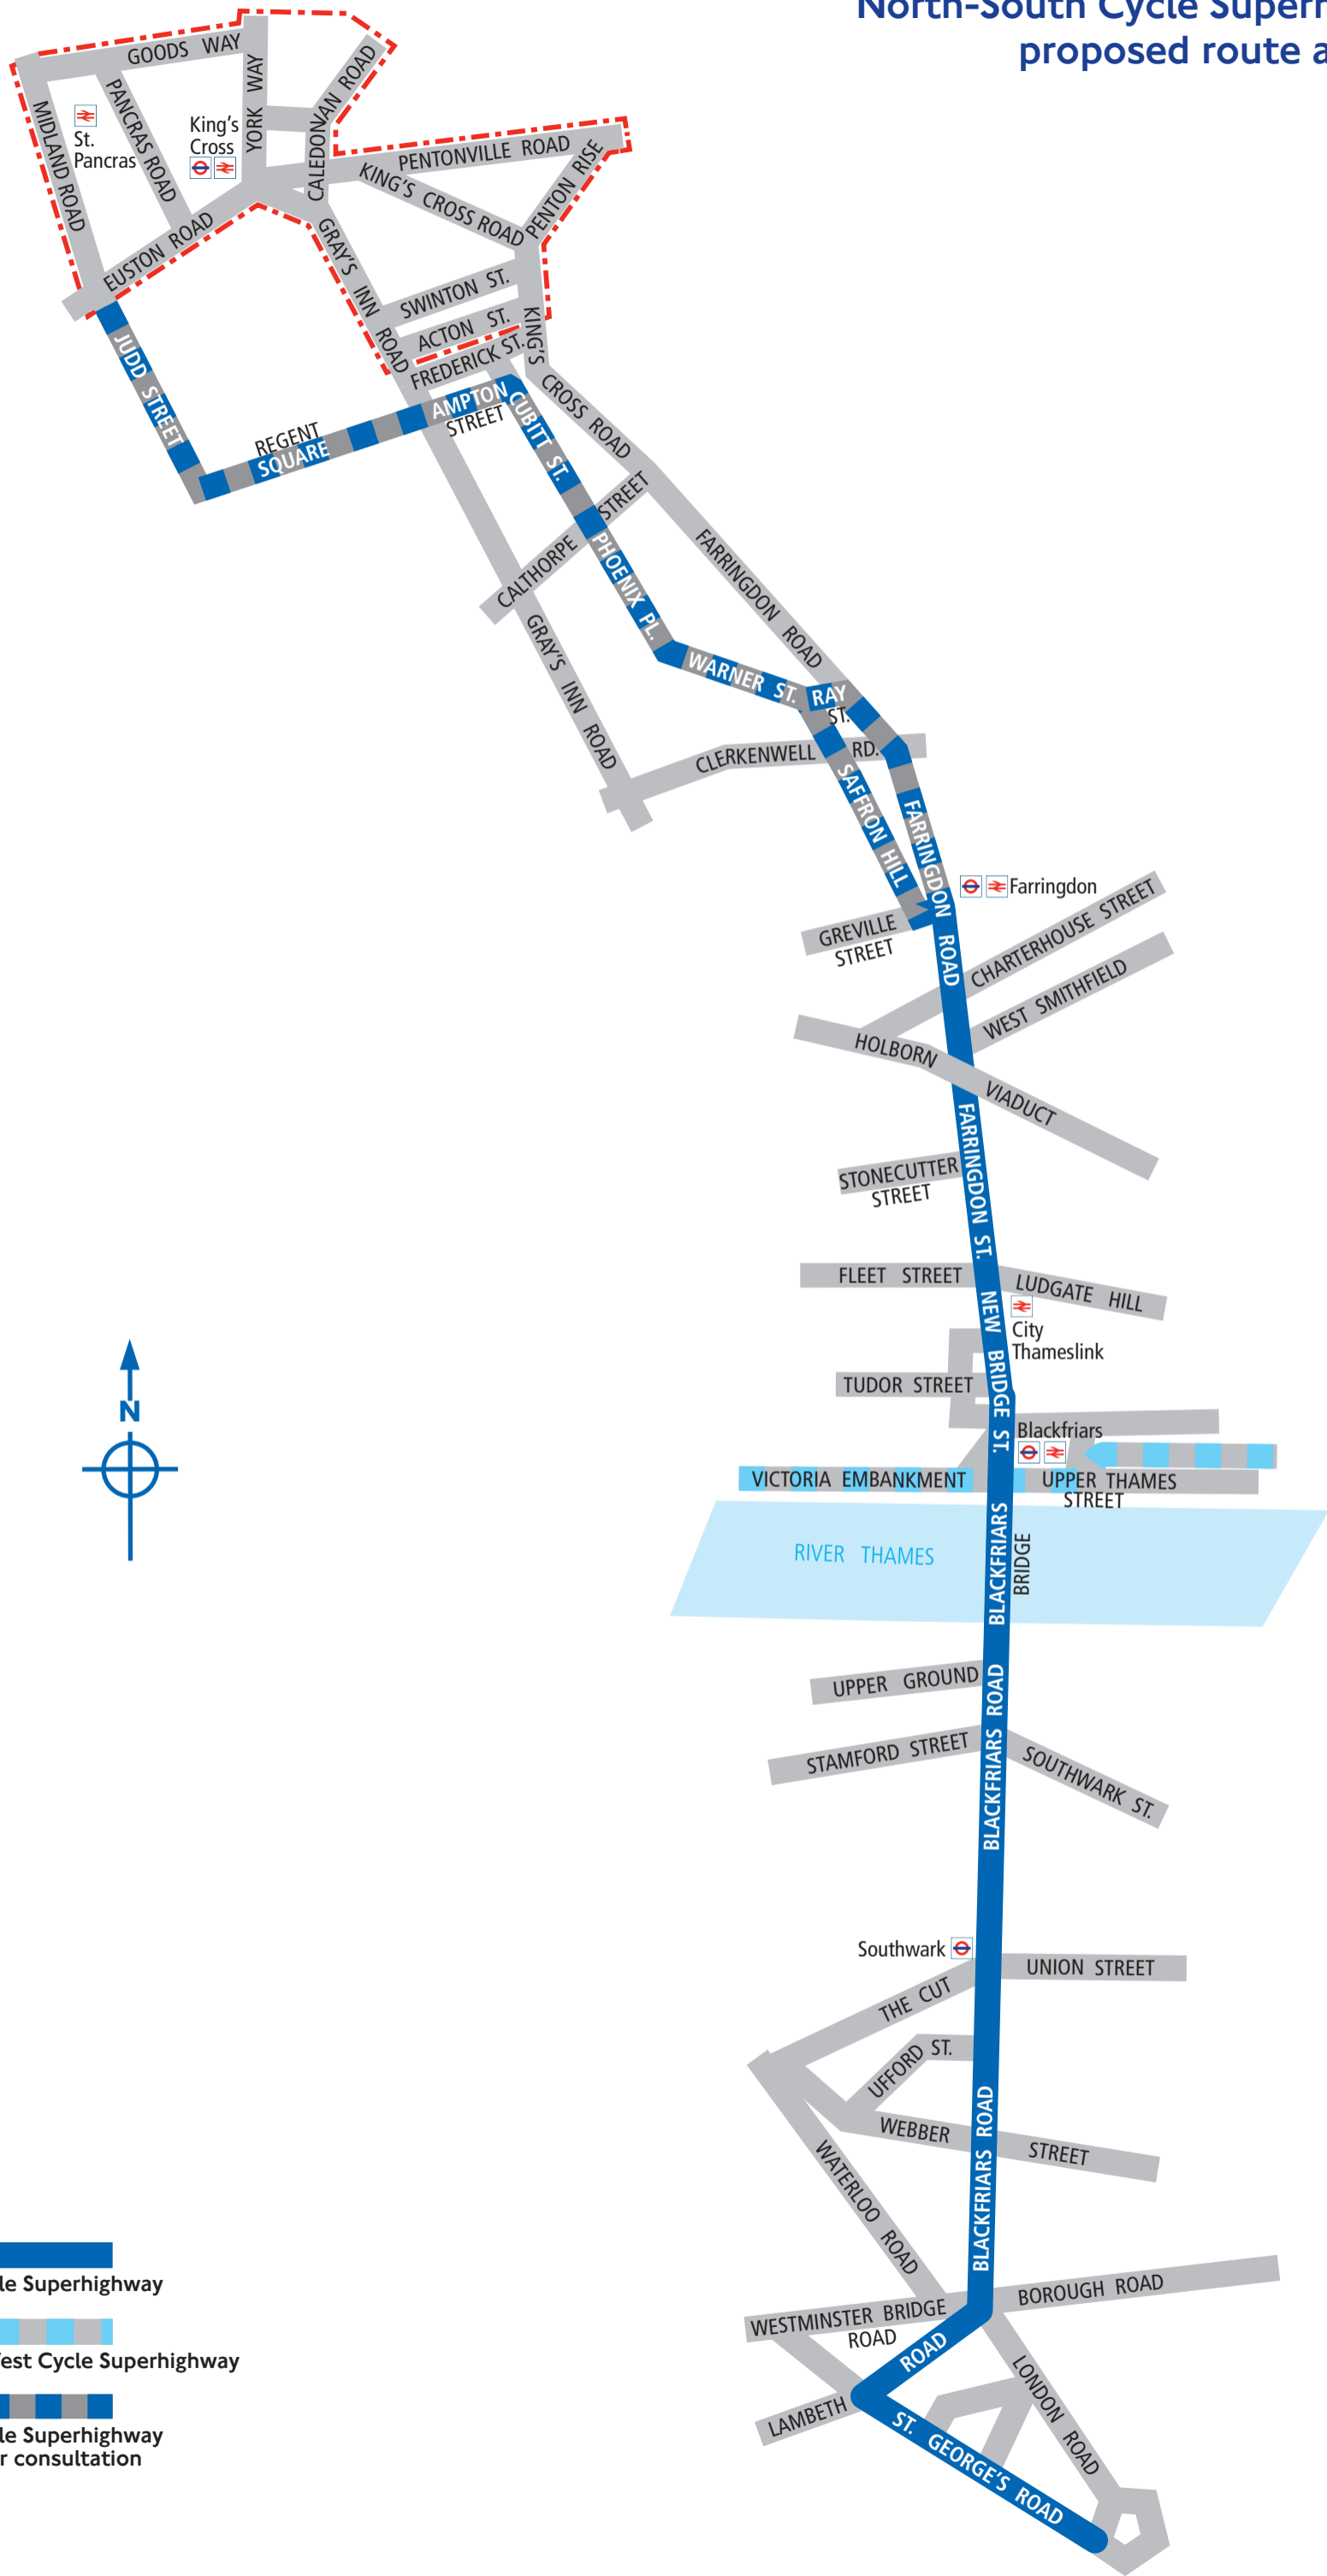 North-South Cycle
proposed route
GOODS WAY
YORK WAY
CALEDONIAN ROAD
MIDLAND ROAD
St.
Pancras
PANCRAS ROAD
King's
Cross
EUSTON ROAD
PENTONVILLE ROAD
KING'S CROSS ROAD
PENTON RISE
GRAY'S INN ROAD
SWINTON ST.
ACTON ST.
FREDERICK ST.
KING'S CROSS ROAD
JUDD STREET
REGENT
SQUARE
AMPTON
STREET
CUBITT ST.
CALTHORPE STREET
PHOENIX PL.
FARRINGDON ROAD
GRAY'S INN ROAD
WARNER ST.
RAY
ST.
CLERKENWELL RD.
SAFFRON HILL
FARRINGDON ROAD
Farringdon
GREVILLE
STREET
CHARTERHOUSE STREET
WEST SMITHFIELD
HOLBORN VIADUCT
FARRINGDON ST.
STONECUTTER
STREET
FLEET STREET
LUDGATE HILL
City
Thameslink
NEW BRIDGE ST.
TUDOR STREET
Blackfriars
N
VICTORIA EMBANKMENT
UPPER THAMES
STREET
RIVER THAMES
BLACKFRIARS
BRIDGE
BLACKFRIARS ROAD
UPPER GROUND
BLACKFRIARS ROAD
STAMFORD STREET
SOUTHWARK ST.
Southwark
UNION STREET
THE CUT
UFFORD ST.
WEBBER STREET
BLACKFRIARS ROAD
WATERLOO ROAD
BLACKFRIARS ROAD
BOROUGH ROAD
WESTMINSTER BRIDGE
ROAD
LAMBETH ROAD
LONDON ROAD
ST. GEORGE'S ROAD
Superhighway
Cycle Superhighway
Superhighway
consultation